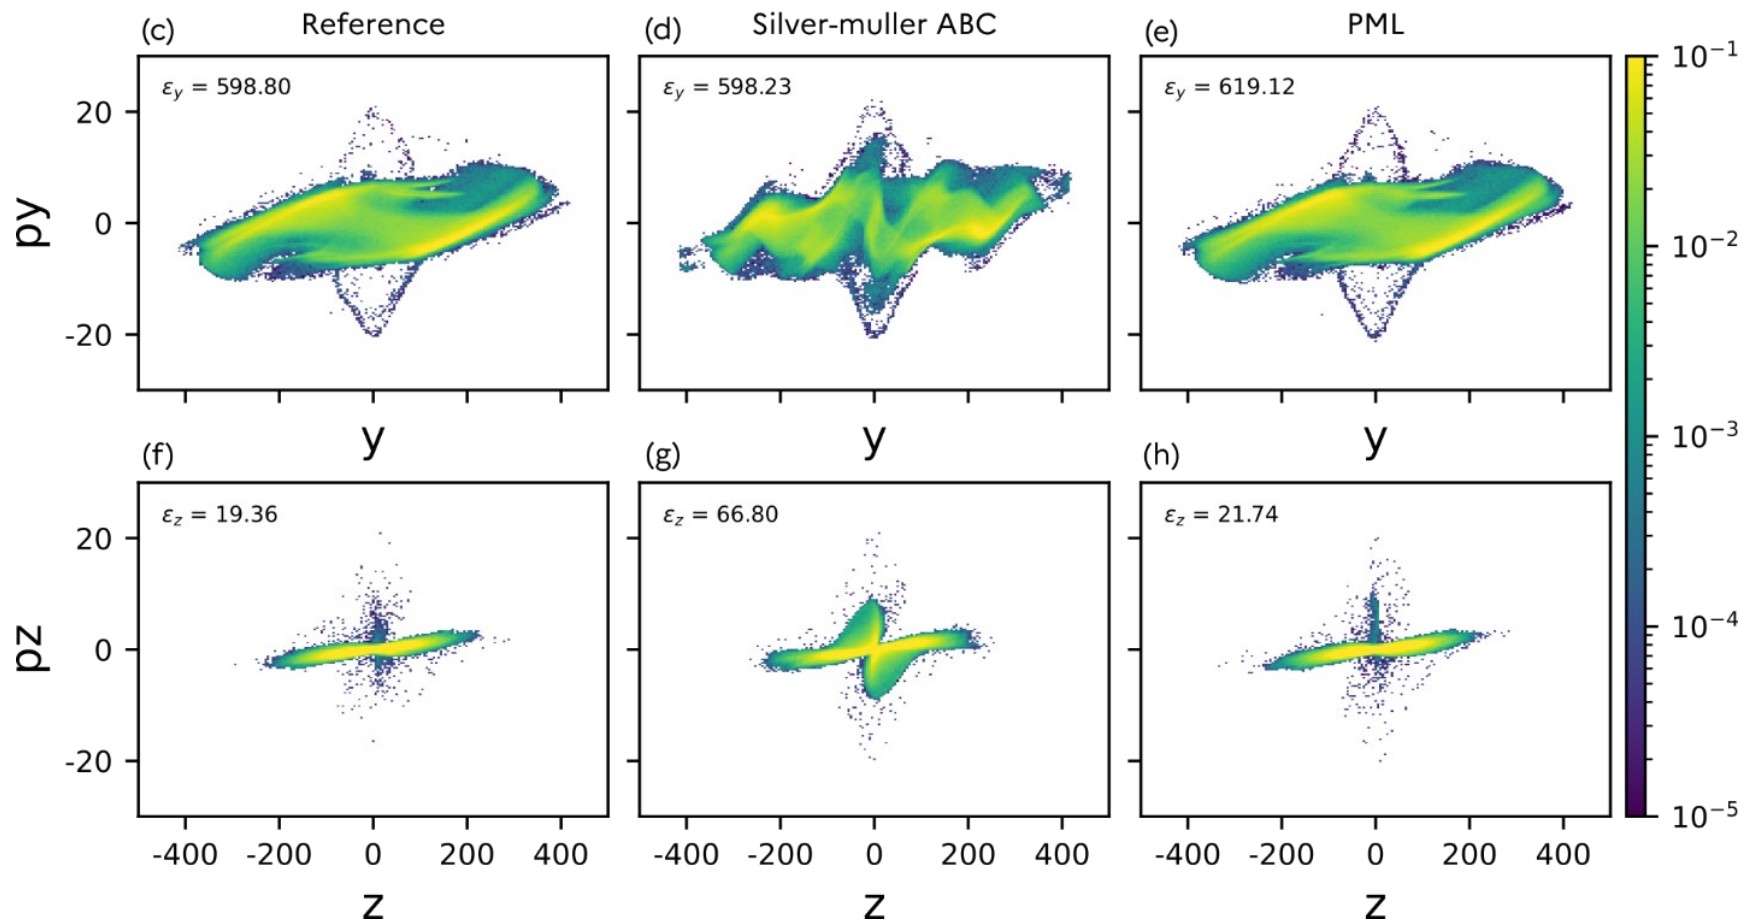 (c) Reference (d) Silver-muller ABC (e) PML
εy = 598.80 εy = 598.23 εy = 619.12
20
0
-20
py
y y y
(f) (g) (h)
εz = 19.36 εz = 66.80 εz = 21.74
20
0
-20
pz
-400 -200 0 200 400 -400 -200 0 200 400 -400 -200 0 200 400
z z z
10⁻¹
10⁻²
10⁻³
10⁻⁴
10⁻⁵